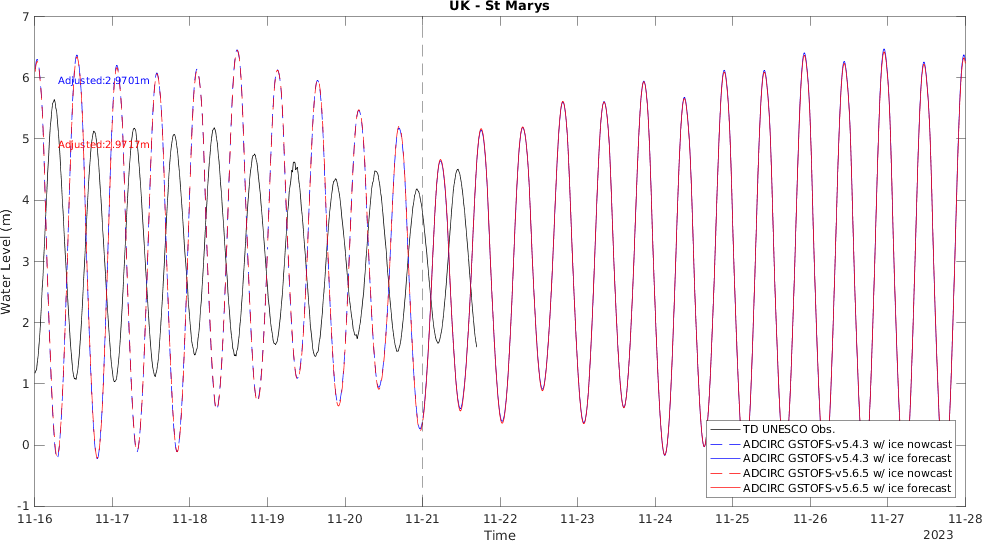 UK - St Marys
7
6
5
4
3
2
1
0
-1
Water Level (m)
Adjusted:2.9701m
Adjusted:2.9717m
TD UNESCO Obs.
ADCIRC GSTOFS-v5.4.3 w/ ice nowcast
ADCIRC GSTOFS-v5.4.3 w/ ice forecast
ADCIRC GSTOFS-v5.6.5 w/ ice nowcast
ADCIRC GSTOFS-v5.6.5 w/ ice forecast
11-16 11-17 11-18 11-19 11-20 11-21 11-22 11-23 11-24 11-25 11-26 11-27 11-28
Time
2023